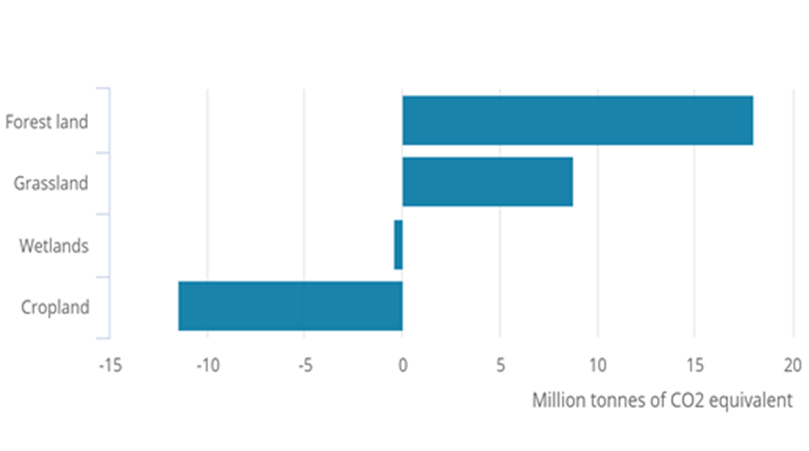 Forest land
Grassland
Wetlands
Cropland
-15 -10 -5 0 5 10 15 20
Million tonnes of CO2 equivalent